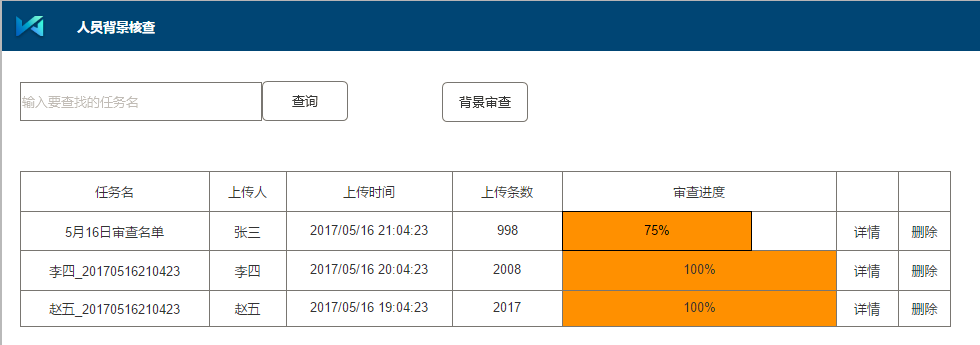 人员背景核查
输入要查找的任务名 查询 背景审查
任务名 上传人 上传时间 上传条数 审查进度
5月16日审查名单 张三 2017/05/16 21:04:23 998 75% 详情 删除
李四_20170516210423 李四 2017/05/16 20:04:23 2008 100% 详情 删除
赵五_20170516210423 赵五 2017/05/16 19:04:23 2017 100% 详情 删除